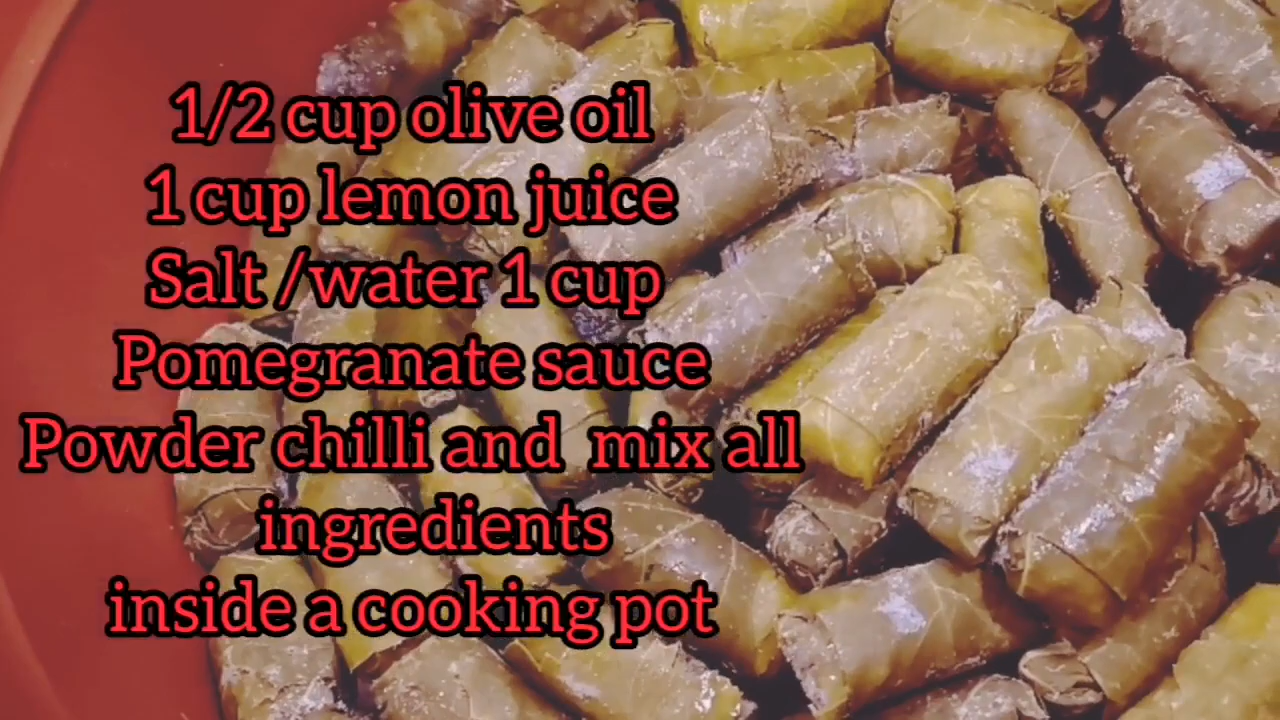 1/2 cup olive oil
1 cup lemon juice
Salt /water 1 cup
Pomegranate sauce
Powder chilli and  mix all
ingredients
inside a cooking pot